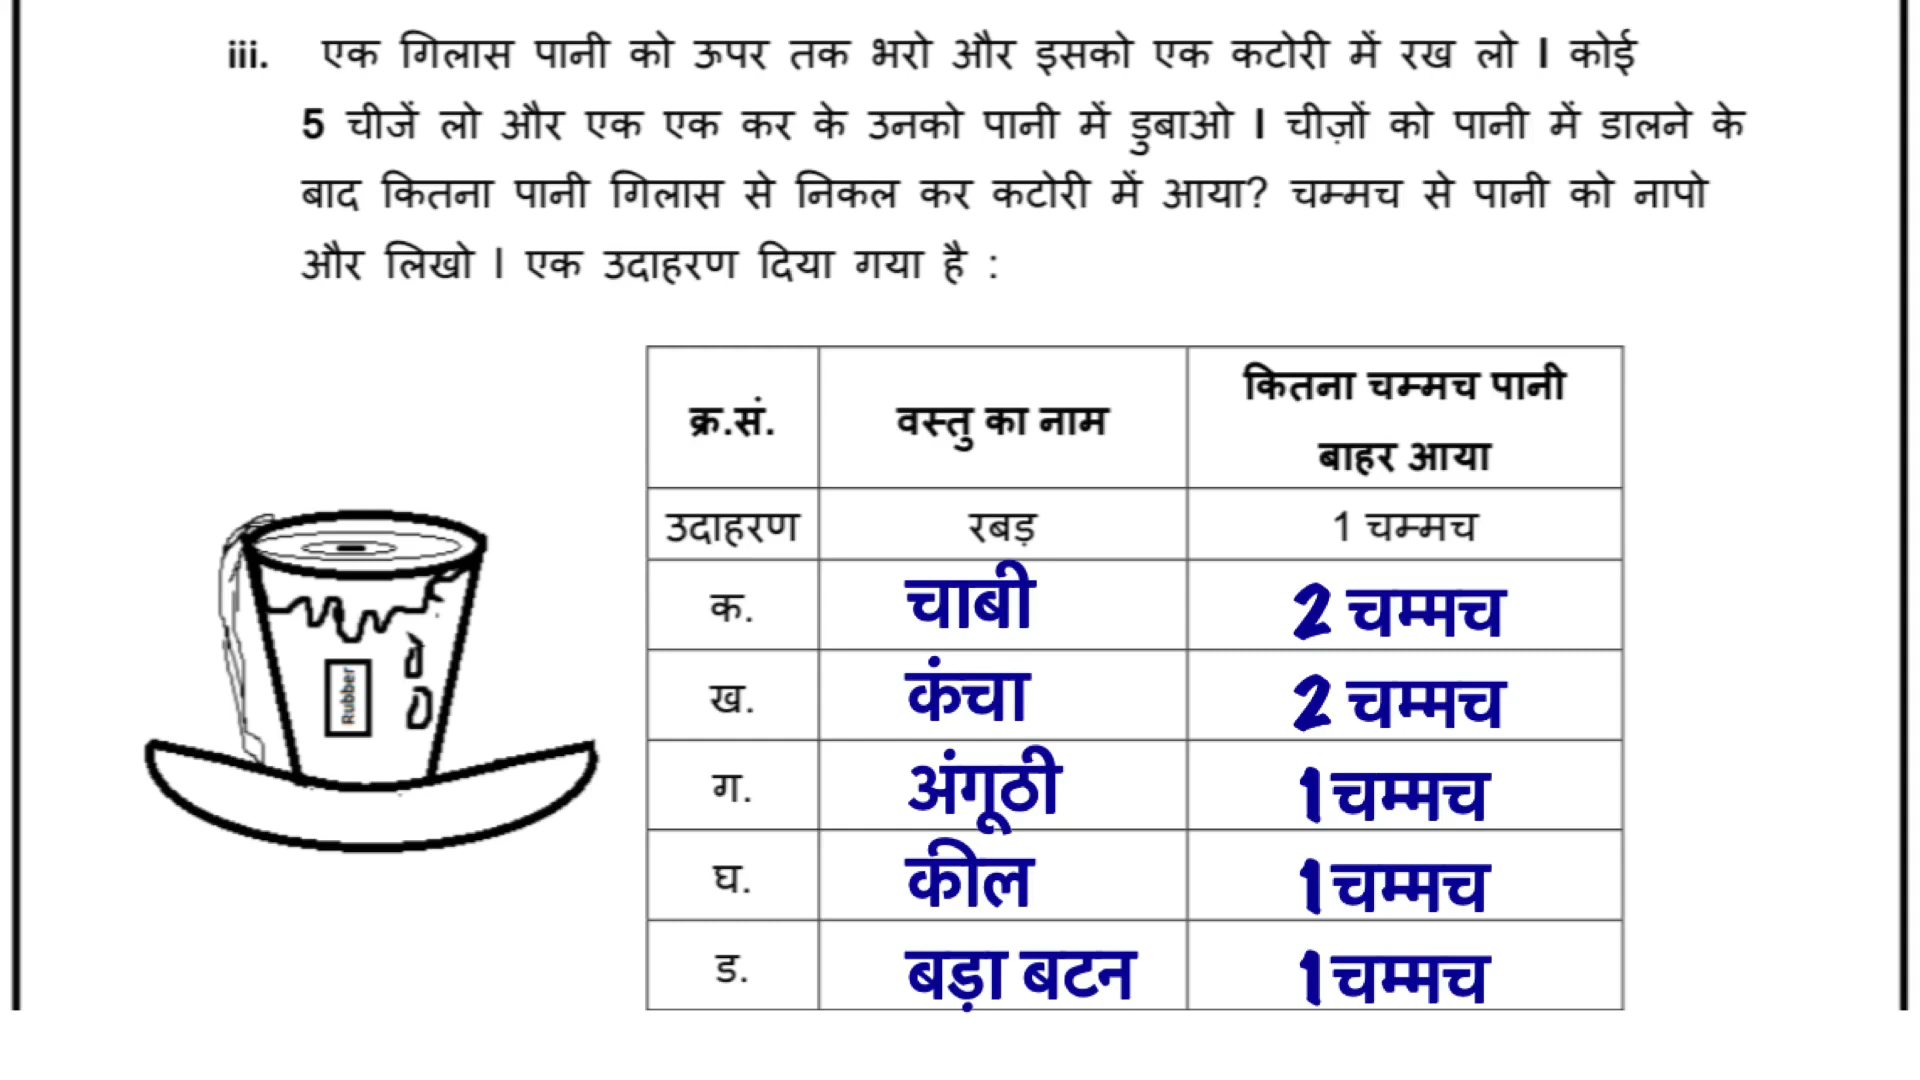 iii. एक गिलास पानी को ऊपर तक भरो और इसको एक कटोरी में रख लो I कोई
5 चीजें लो और एक एक कर के उनको पानी में डुबाओ I चीज़ों को पानी में डालने के
बाद कितना पानी गिलास से निकल कर कटोरी में आया? चम्मच से पानी को नापो
और लिखो । एक उदाहरण दिया गया है :
क्र.सं. वस्तु का नाम कितना चम्मच पानी
बाहर आया
उदाहरण रबड़ 1 चम्मच
क. चाबी 2 चम्मच
ख. कंचा 2 चम्मच
ग. अंगूठी 1 चम्मच
घ. कील 1 चम्मच
ड. बड़ा बटन 1 चम्मच
Rubber